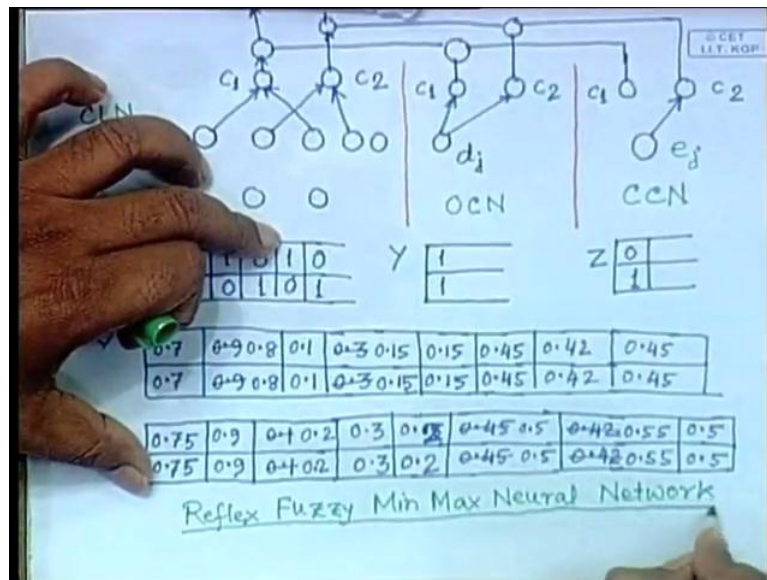 © CET
I.I.T. KGP
C1 C2 C1 C2 C1 C2
CLN
dj ej
OCN CCN
1 0 1 0 Y 1 Z 0
0 1 0 1 1 1
0.7 0.9 0.8 0.1 0.3 0.15 0.15 0.45 0.42 0.45
0.7 0.9 0.8 0.1 0.3 0.15 0.15 0.45 0.42 0.45
0.75 0.9 0.1 0.2 0.3 0.2 0.45 0.5 0.42 0.55 0.5
0.75 0.9 0.1 0.2 0.3 0.2 0.45 0.5 0.42 0.55 0.5
Reflex Fuzzy Min Max Neural Network